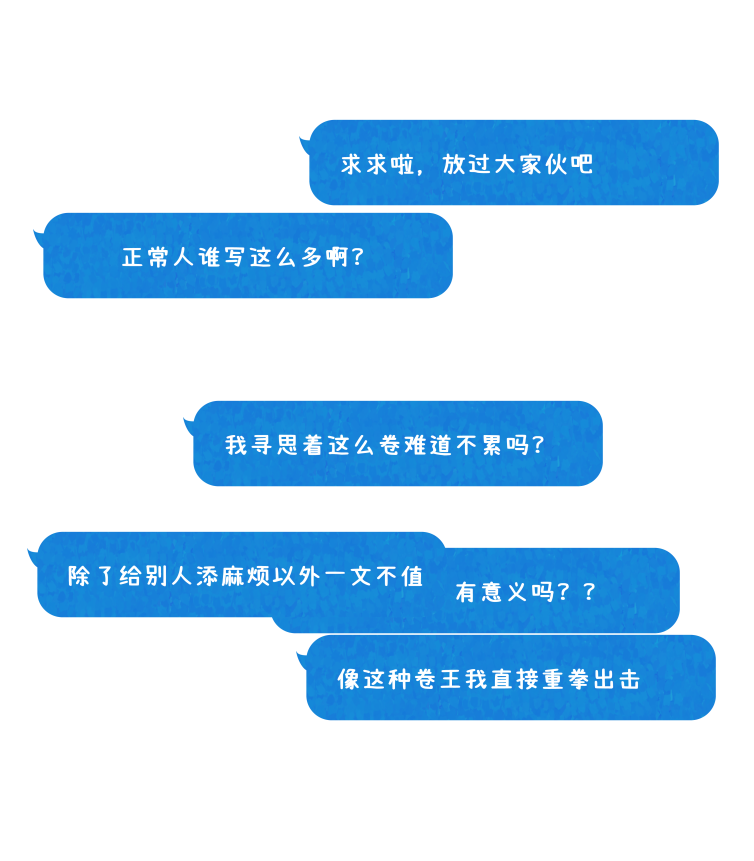 求求啦，放过大家伙吧
正常人谁写这么多啊？
我寻思着这么卷难道不累吗？
除了给别人添麻烦以外一文不值
有意义吗？？
像这种卷王我直接重拳出击